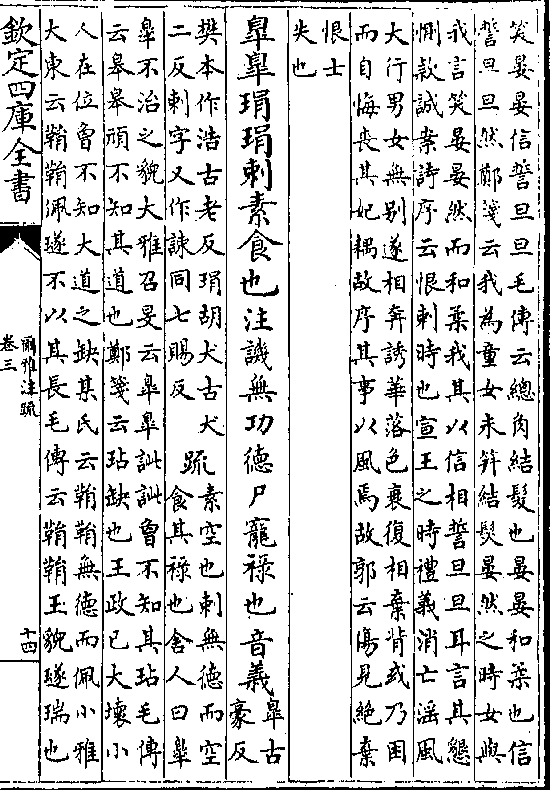 笑晏晏信誓旦旦毛傳云總角結髮也晏晏和柔也信
誓旦旦然鄭箋云我為童女未笄結髮晏然之時女與
我言笑晏晏然而和柔我其以信相誓旦旦耳言其懇
惻款誠案詩序云恨刺時也宣王之時禮義消亡滛風
大行男女無别遂相奔誘華落色衰復相棄背或乃困
而自悔喪其妃耦故序其事以風焉故郭云傷見絶棄
恨士
失也
臯臯琄琄刺素食也注譏無功德尸寵禄也音義
臯古
豪反
樊本作浩古老反琄胡犬古犬
二反刺字又作諫同七賜反
疏
素空也刺無德而空
食其禄也舍人曰臯
臯不治之貌大雅召旻云臯臯訿訿曾不知其玷毛傳
云臯臯頑不知其道也鄭箋云玷缺也王政已大壞小
人在位曾不知大道之缺某氏云鞙鞙無德而佩小雅
大東云鞙鞙佩璲不以其長毛傳云鞙鞙玉貌璲瑞也
欽定四庫全書
爾雅注疏
卷三
十四